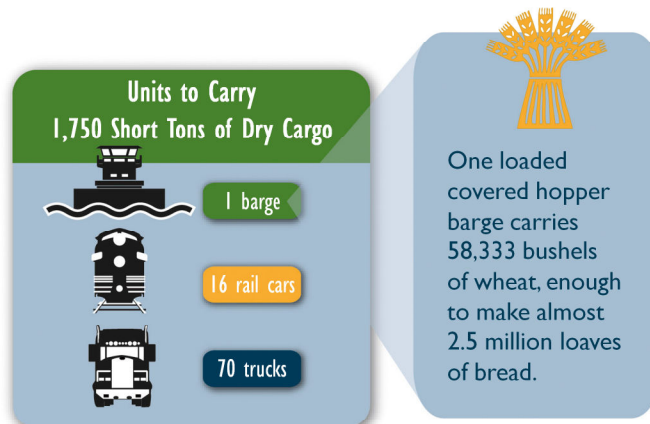 Units to Carry
1,750 Short Tons of Dry Cargo
1 barge
16 rail cars
70 trucks
One loaded
covered hopper
barge carries
58,333 bushels
of wheat, enough
to make almost
2.5 million loaves
of bread.